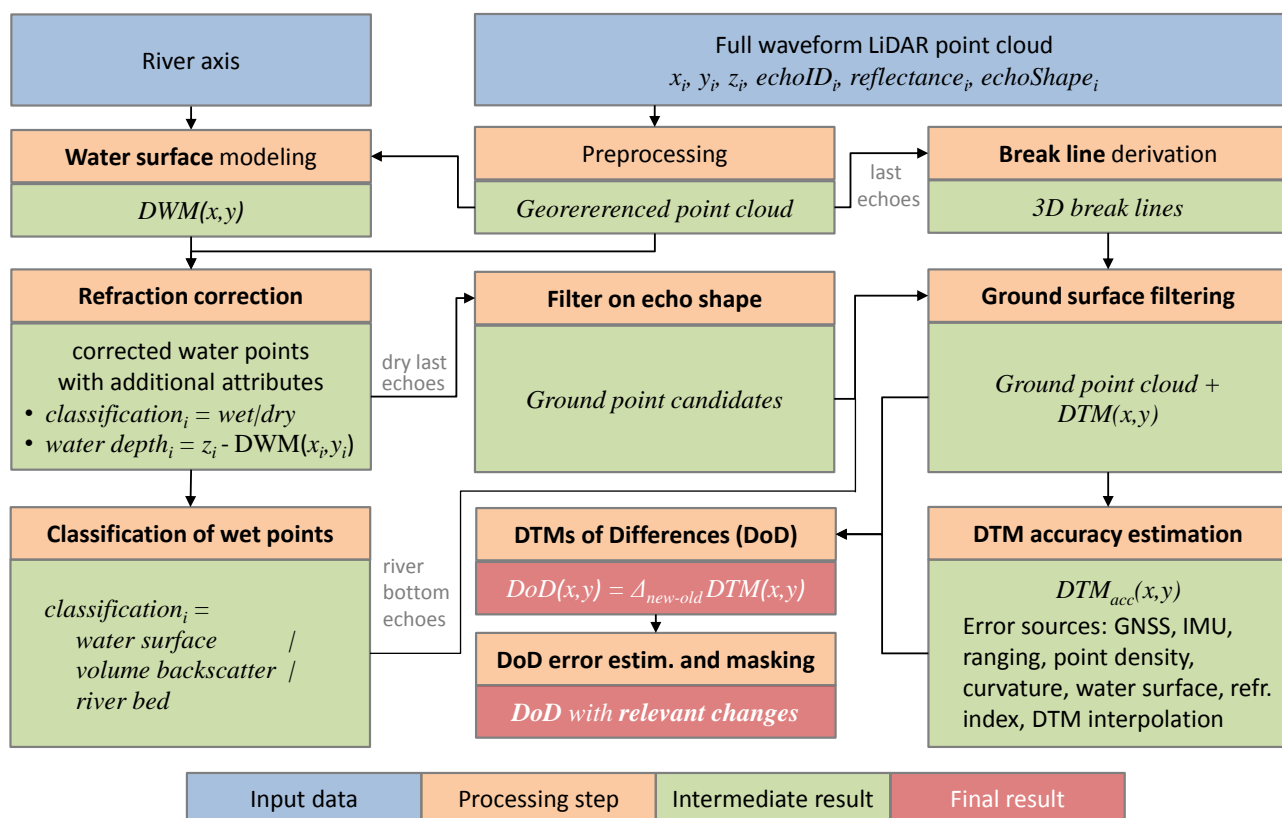 River axis
Full waveform LiDAR point cloud
xᵢ, yᵢ, zᵢ, echoIDᵢ, reflectanceᵢ, echoShapeᵢ
Water surface modeling
DWM(x,y)
Preprocessing
Georererenced point cloud
last
echoes
Break line derivation
3D break lines
Refraction correction
corrected water points
with additional attributes
• classificationᵢ = wet/dry
• water depthᵢ = zᵢ - DWM(xᵢ,yᵢ)
dry last
echoes
Filter on echo shape
Ground point candidates
Ground surface filtering
Ground point cloud +
DTM(x,y)
Classification of wet points
classificationᵢ =
water surface /
volume backscatter /
river bed
river
bottom
echoes
DTMs of Differences (DoD)
DoD(x,y) = Δnew-old DTM(x,y)
DoD error estim. and masking
DoD with relevant changes
DTM accuracy estimation
DTMacc(x,y)
Error sources: GNSS, IMU,
ranging, point density,
curvature, water surface, refr.
index, DTM interpolation
Input data
Processing step
Intermediate result
Final result